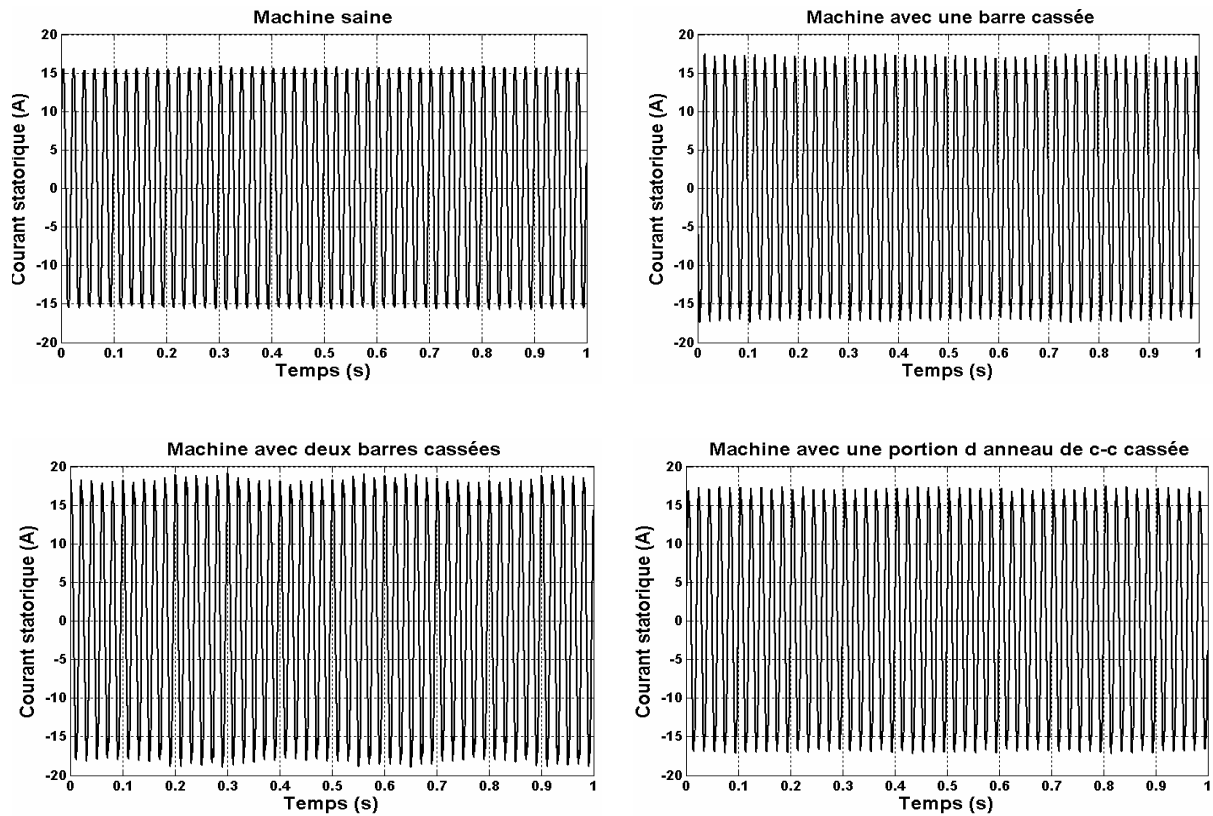 Machine saine
20
15
10
5
0
-5
-10
-15
-20
Courant statorique (A)
0 0.1 0.2 0.3 0.4 0.5 0.6 0.7 0.8 0.9 1
Temps (s)
Machine avec une barre cassée
20
15
10
5
0
-5
-10
-15
-20
Courant statorique (A)
0 0.1 0.2 0.3 0.4 0.5 0.6 0.7 0.8 0.9 1
Temps (s)
Machine avec deux barres cassées
20
15
10
5
0
-5
-10
-15
-20
Courant statorique (A)
0 0.1 0.2 0.3 0.4 0.5 0.6 0.7 0.8 0.9 1
Temps (s)
Machine avec une portion d anneau de c-c cassée
20
15
10
5
0
-5
-10
-15
-20
Courant statorique (A)
0 0.1 0.2 0.3 0.4 0.5 0.6 0.7 0.8 0.9 1
Temps (s)